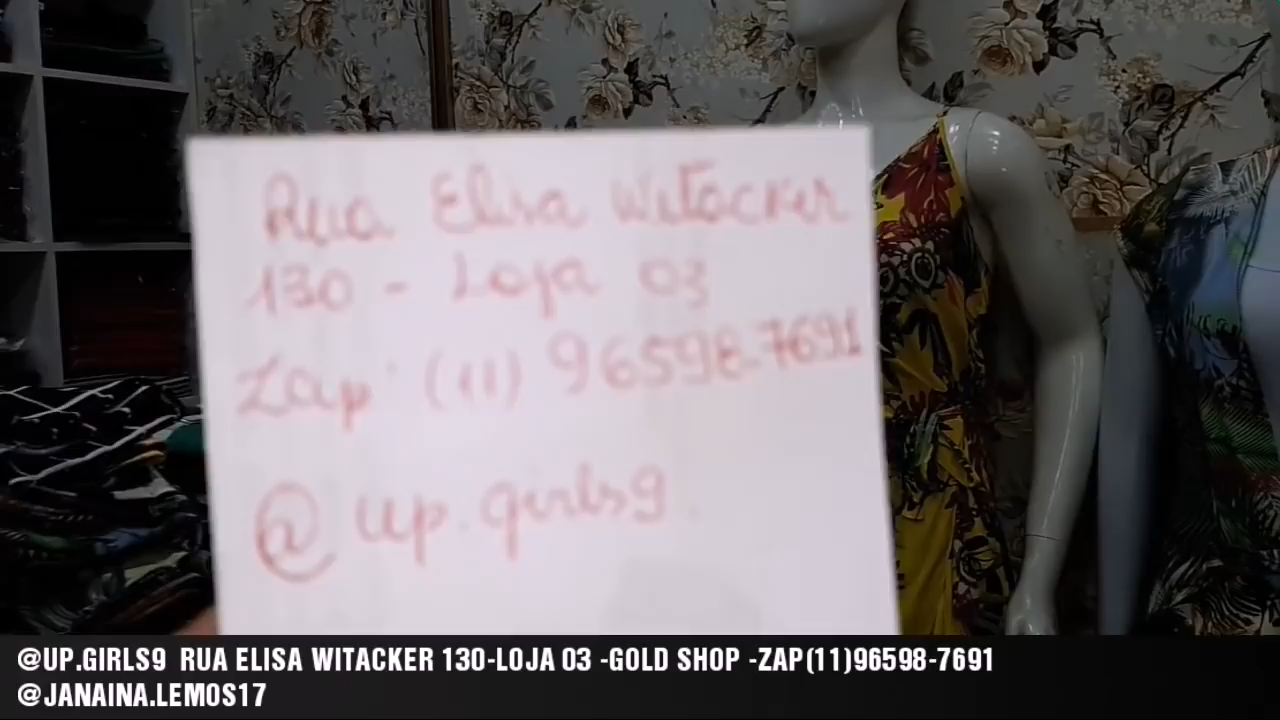 Rua Elisa Witacker
130 - Loja 03
Zap (11) 96598-7691
@up.girls9
@UP.GIRLS9 RUA ELISA WITACKER 130-LOJA 03 -GOLD SHOP -ZAP(11)96598-7691
@JANAINA.LEMOS17